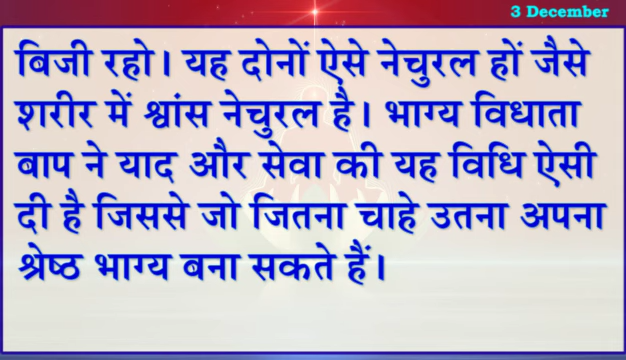 3 December
बिजी रहो। यह दोनों ऐसे नेचुरल हों जैसे
शरीर में श्वांस नेचुरल है। भाग्य विधाता
बाप ने याद और सेवा की यह विधि ऐसी
दी है जिससे जो जितना चाहे उतना अपना
श्रेष्ठ भाग्य बना सकते हैं।